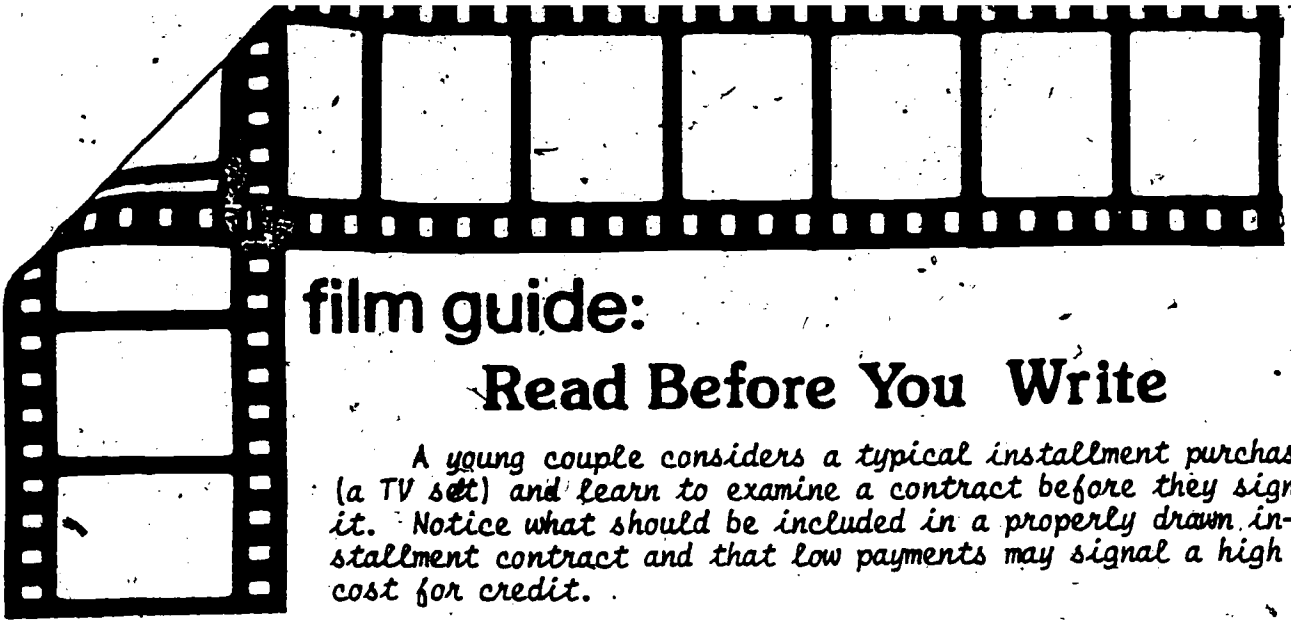 film guide:
Read Before You Write
A young couple considers a typical installment purchas
(a TV set) and learn to examine a contract before they sign
it. Notice what should be included in a properly drawn in-
stallment contract and that low payments may signal a high
cost for credit.